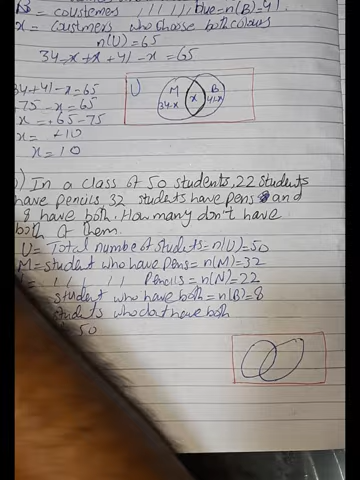 = coustemers , / / / / , blue = n(B) = 41
x = coustmers who choose both colours
n(U) = 65
34-x + x + 41 - x = 65
34 + 41 - x = 65
75 - x = 65
x = +65-75
x = +10
x = 10
U
M B
34-x x 41-x
) In a class of 50 students, 22 students
have pencils, 32 students have pens and
8 have both. How many don't have
both of them.
U = Total number of students = n(U) = 50
M = student who have pens = n(M) = 32
/ / / / / Pencils = n(N) = 22
student who have both = n(B) = 8
students who don't have both
50